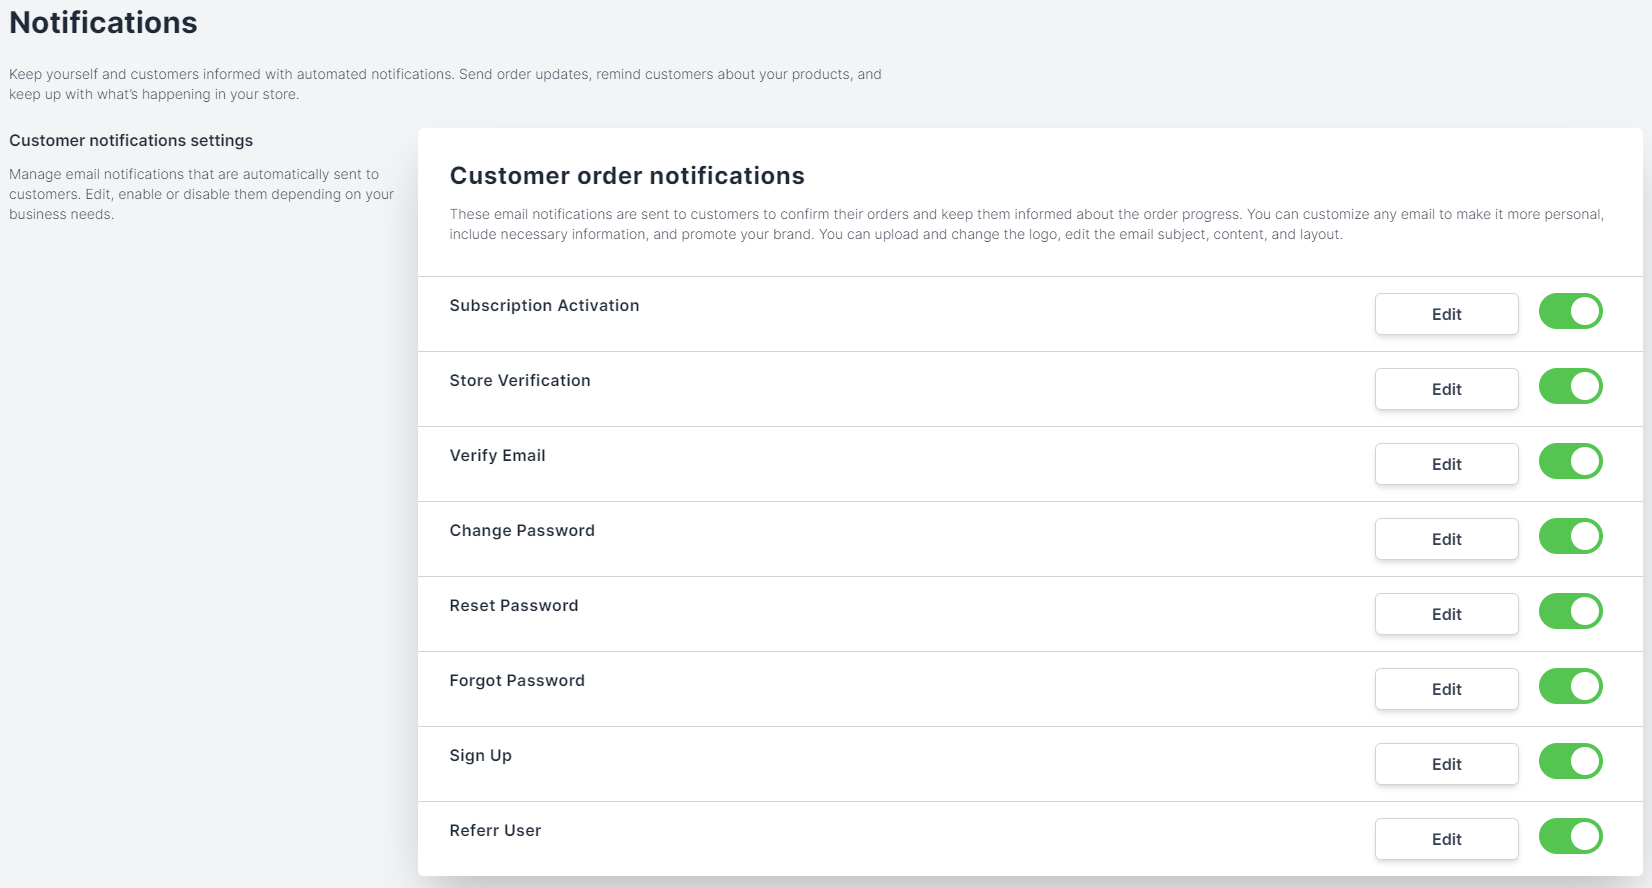 Notifications
Keep yourself and customers informed with automated notifications. Send order updates, remind customers about your products, and
keep up with what's happening in your store.
Customer notifications settings
Manage email notifications that are automatically sent to
customers. Edit, enable or disable them depending on your
business needs.
Customer order notifications
These email notifications are sent to customers to confirm their orders and keep them informed about the order progress. You can customize any email to make it more personal,
include necessary information, and promote your brand. You can upload and change the logo, edit the email subject, content, and layout.
Subscription Activation Edit
Store Verification Edit
Verify Email Edit
Change Password Edit
Reset Password Edit
Forgot Password Edit
Sign Up Edit
Referr User Edit